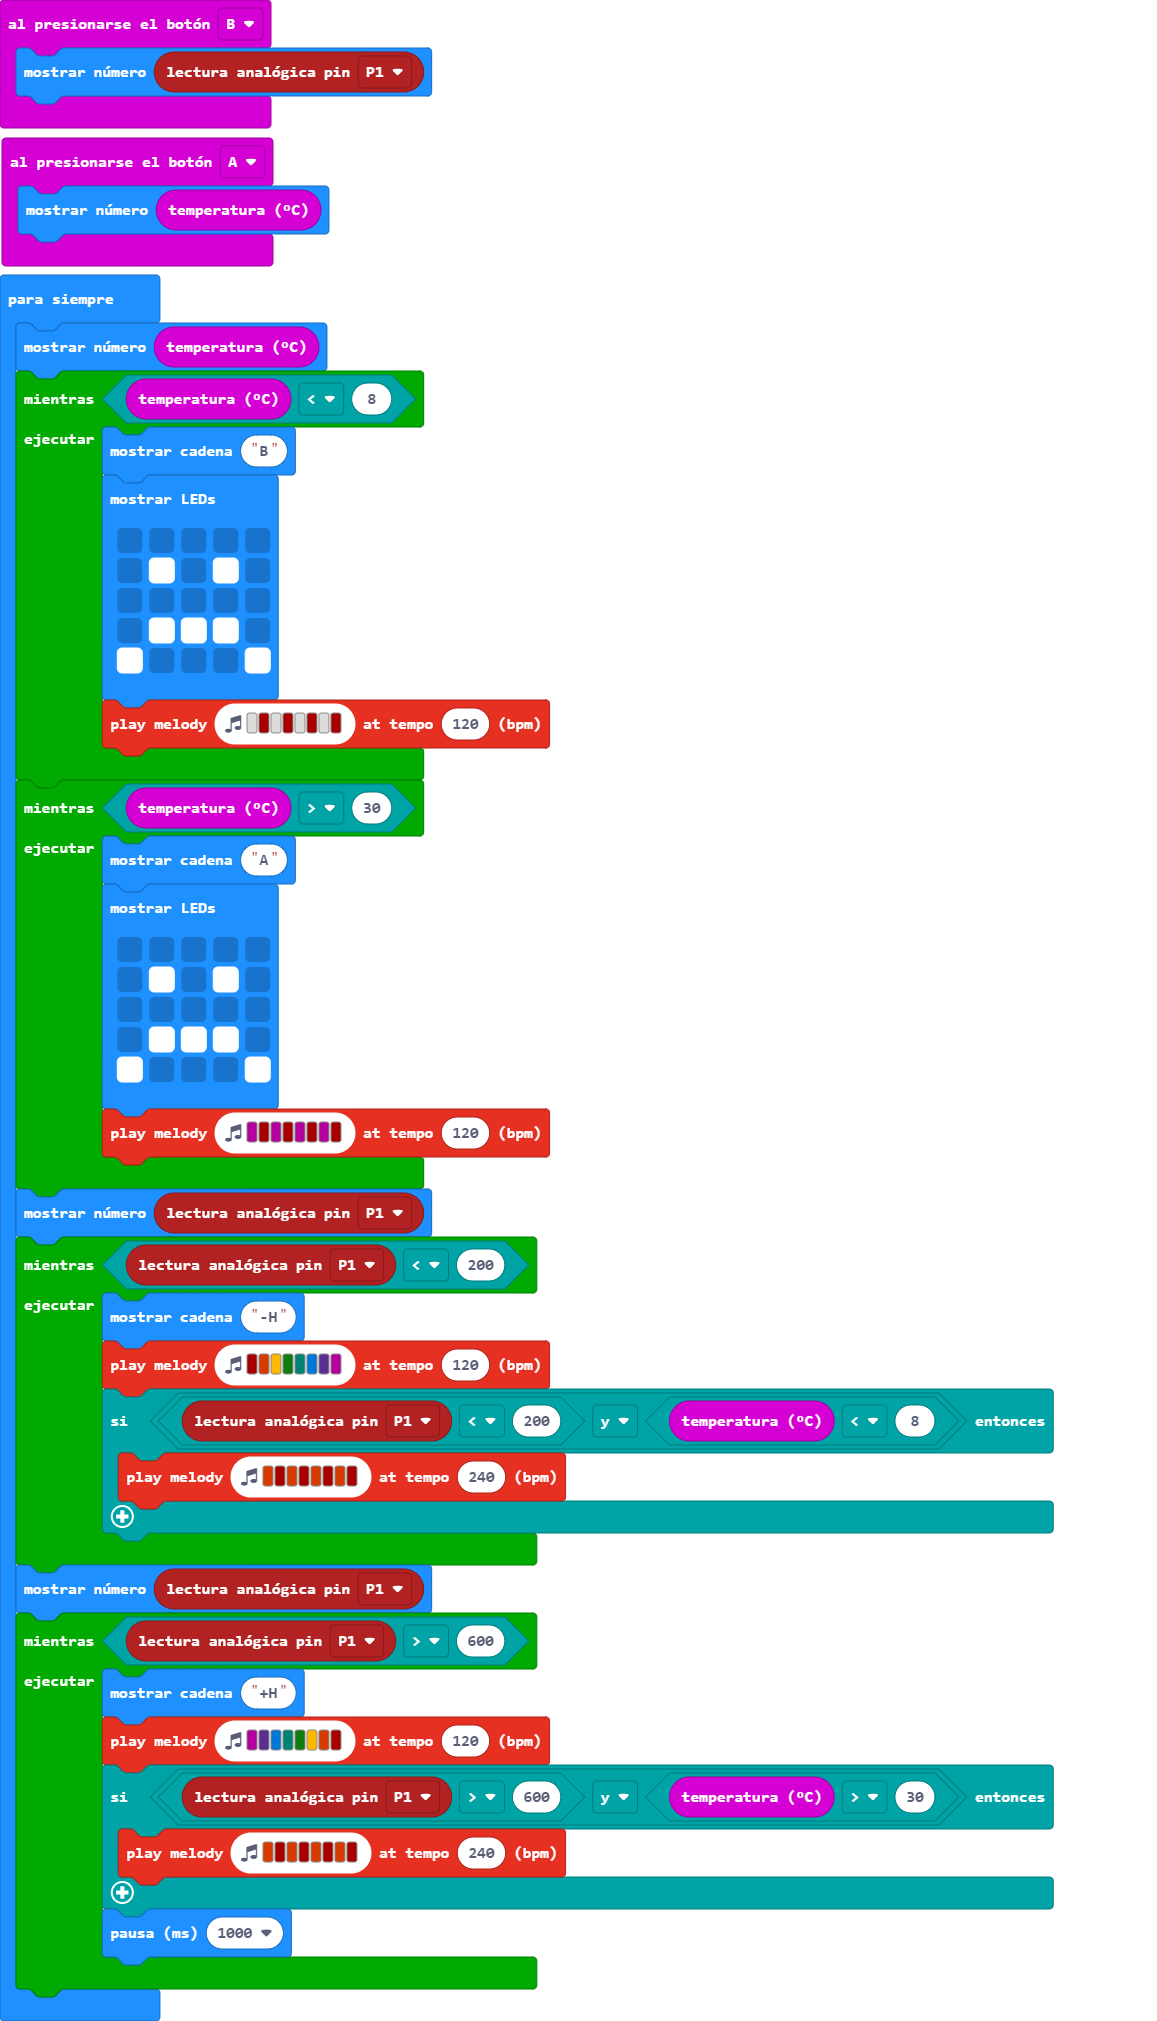 al presionarse el botón B
mostrar número lectura analógica pin P1
al presionarse el botón A
mostrar número temperatura (ºC)
para siempre
mostrar número temperatura (ºC)
mientras temperatura (ºC) < 8
ejecutar
mostrar cadena "B"
mostrar LEDs
play melody at tempo 120 (bpm)
mientras temperatura (ºC) > 30
ejecutar
mostrar cadena "A"
mostrar LEDs
play melody at tempo 120 (bpm)
mostrar número lectura analógica pin P1
mientras lectura analógica pin P1 < 200
ejecutar
mostrar cadena "-H"
play melody at tempo 120 (bpm)
si lectura analógica pin P1 < 200 y temperatura (ºC) < 8 entonces
play melody at tempo 240 (bpm)
mostrar número lectura analógica pin P1
mientras lectura analógica pin P1 > 600
ejecutar
mostrar cadena "+H"
play melody at tempo 120 (bpm)
si lectura analógica pin P1 > 600 y temperatura (ºC) > 30 entonces
play melody at tempo 240 (bpm)
pausa (ms) 1000